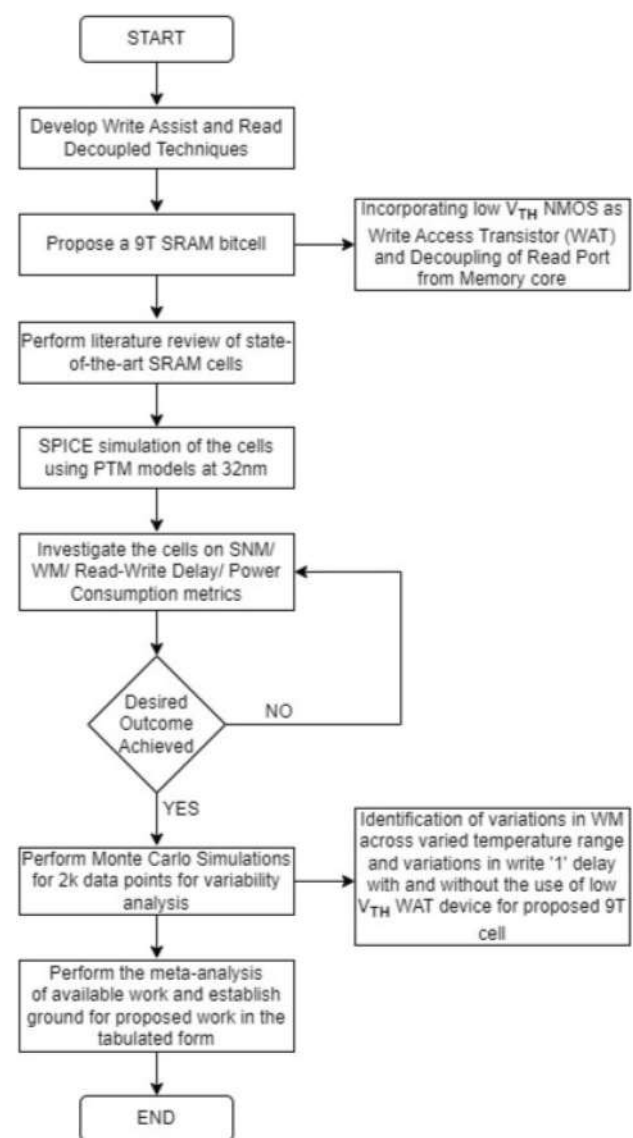 START
Develop Write Assist and Read
Decoupled Techniques
Propose a 9T SRAM bitcell
Incorporating low VTH NMOS as
Write Access Transistor (WAT)
and Decoupling of Read Port
from Memory core
Perform literature review of state-
of-the-art SRAM cells
SPICE simulation of the cells
using PTM models at 32nm
Investigate the cells on SNM/
WM/ Read-Write Delay/ Power
Consumption metrics
Desired
Outcome
Achieved
NO
YES
Perform Monte Carlo Simulations
for 2k data points for variability
analysis
Identification of variations in WM
across varied temperature range
and variations in write '1' delay
with and without the use of low
VTH WAT device for proposed 9T
cell
Perform the meta-analysis
of available work and establish
ground for proposed work in the
tabulated form
END